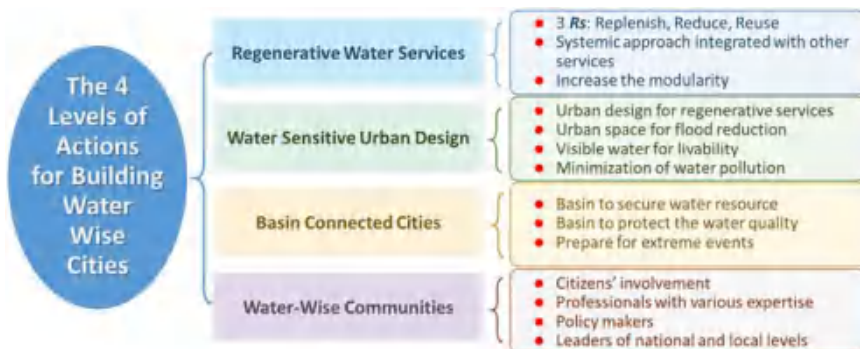 The 4
Levels of
Actions
for Building
Water
Wise
Cities
Regenerative Water Services
● 3 Rs: Replenish, Reduce, Reuse
● Systemic approach integrated with other
services
● Increase the modularity
Water Sensitive Urban Design
● Urban design for regenerative services
● Urban space for flood reduction
● Visible water for livability
● Minimization of water pollution
Basin Connected Cities
● Basin to secure water resource
● Basin to protect the water quality
● Prepare for extreme events
Water-Wise Communities
● Citizens' involvement
● Professionals with various expertise
● Policy makers
● Leaders of national and local levels